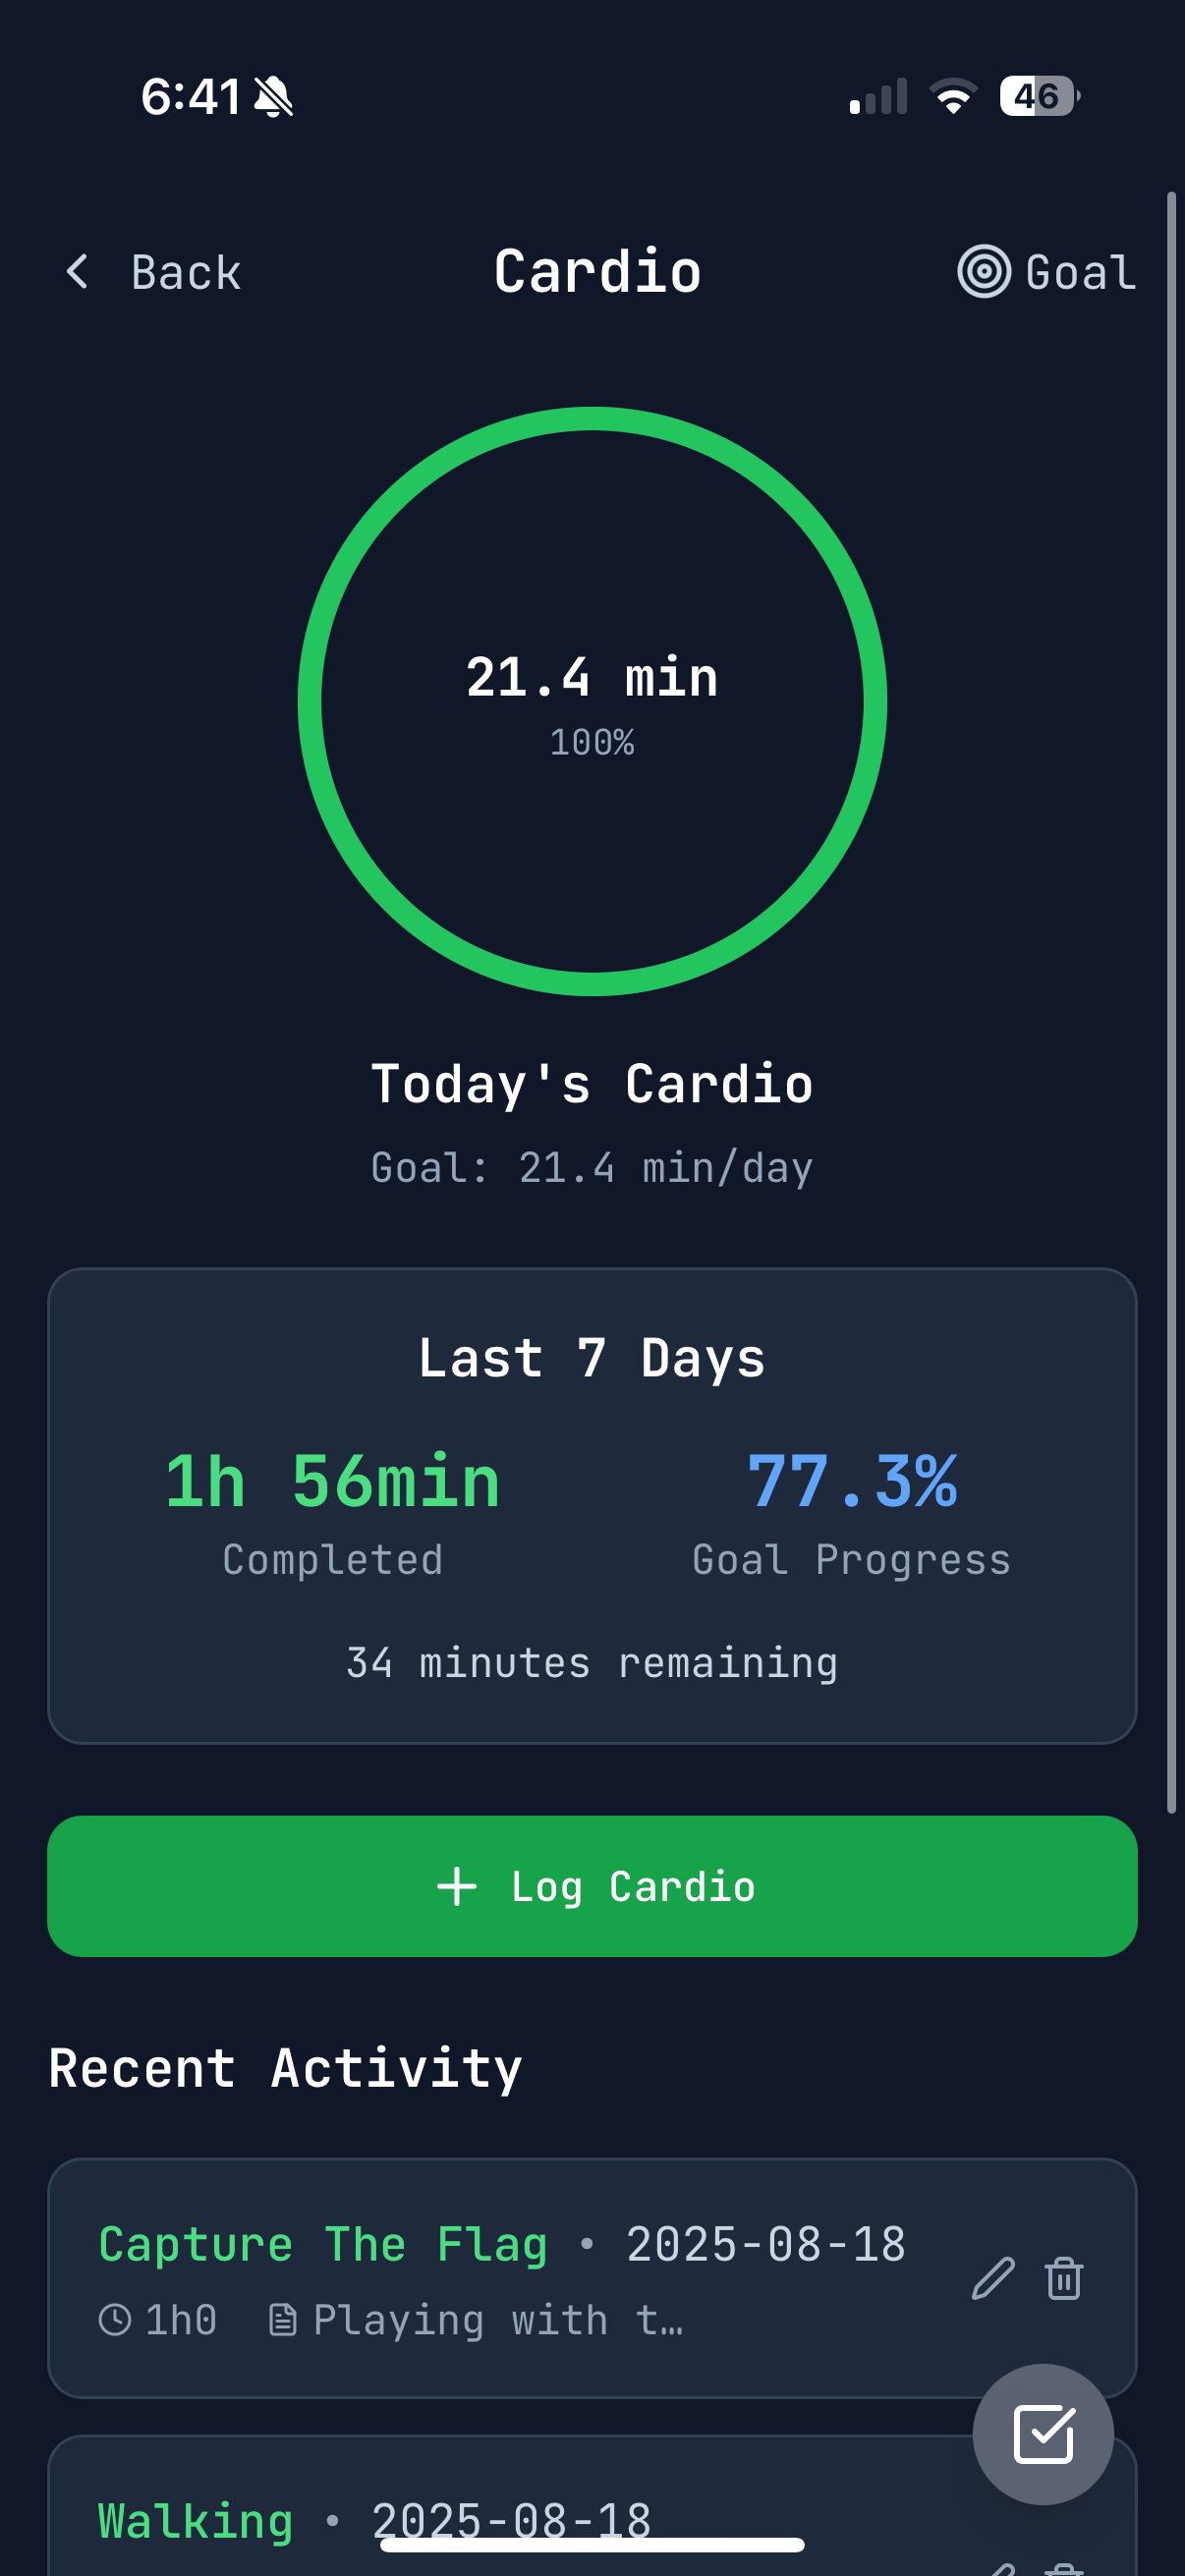 6:41
46
Back
Cardio
Goal
21.4 min
100%
Today's Cardio
Goal: 21.4 min/day
Last 7 Days
1h 56min
77.3%
Completed
Goal Progress
34 minutes remaining
+ Log Cardio
Recent Activity
Capture The Flag • 2025-08-18
1h0 Playing with t…
Walking • 2025-08-18